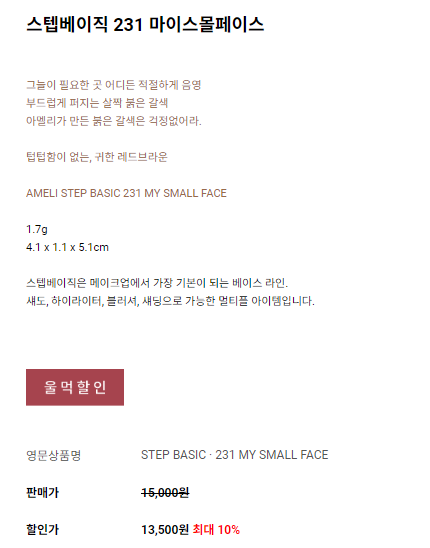 스텝베이직 231 마이스몰페이스
그늘이 필요한 곳 어디든 적절하게 음영
부드럽게 퍼지는 살짝 붉은 갈색
아멜리가 만든 붉은 갈색은 걱정없어라.
텁텁함이 없는, 귀한 레드브라운
AMELI STEP BASIC 231 MY SMALL FACE
1.7g
4.1 x 1.1 x 5.1cm
스텝베이직은 메이크업에서 가장 기본이 되는 베이스 라인.
섀도, 하이라이터, 블러셔, 섀딩으로 가능한 멀티플 아이템입니다.
울먹할인
영문상품명 STEP BASIC · 231 MY SMALL FACE
판매가 15,000원
할인가 13,500원 최대 10%